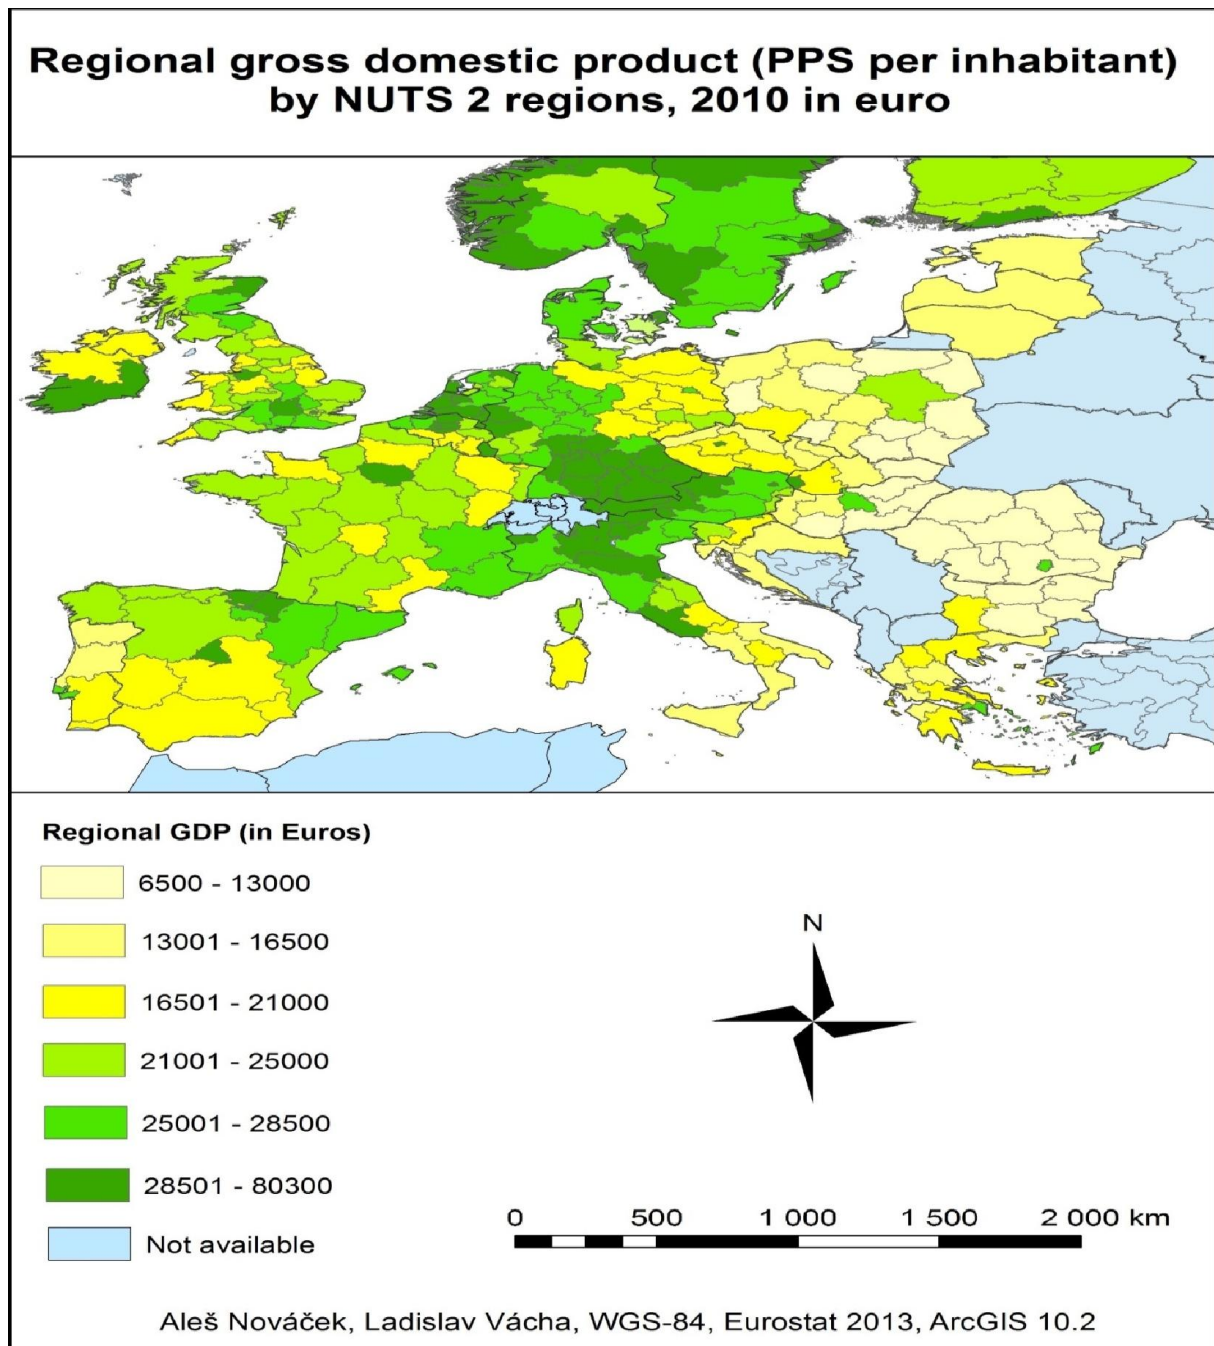 Regional gross domestic product (PPS per inhabitant)
by NUTS 2 regions, 2010 in euro
Regional GDP (in Euros)
6500 - 13000
13001 - 16500
16501 - 21000
21001 - 25000
25001 - 28500
28501 - 80300
Not available
N
0 500 1 000 1 500 2 000 km
Aleš Nováček, Ladislav Vácha, WGS-84, Eurostat 2013, ArcGIS 10.2